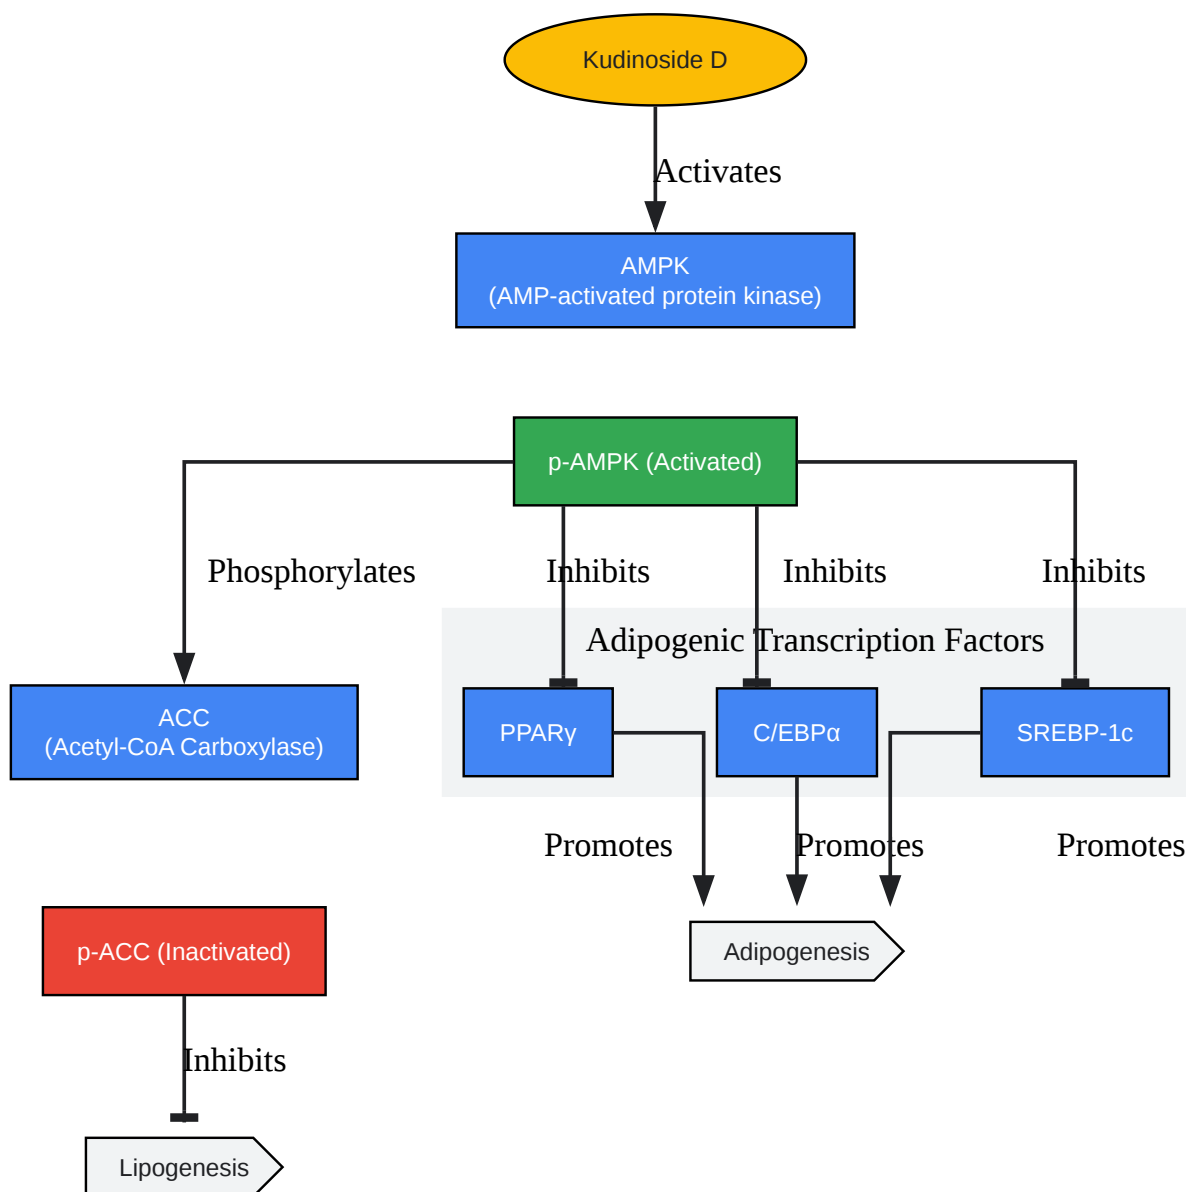 Kudinoside D
Activates
AMPK
(AMP-activated protein kinase)
p-AMPK (Activated)
Phosphorylates
Inhibits
Inhibits
Inhibits
Adipogenic Transcription Factors
ACC
(Acetyl-CoA Carboxylase)
PPARγ
C/EBPα
SREBP-1c
Promotes
Promotes
Promotes
p-ACC (Inactivated)
Adipogenesis
Inhibits
Lipogenesis